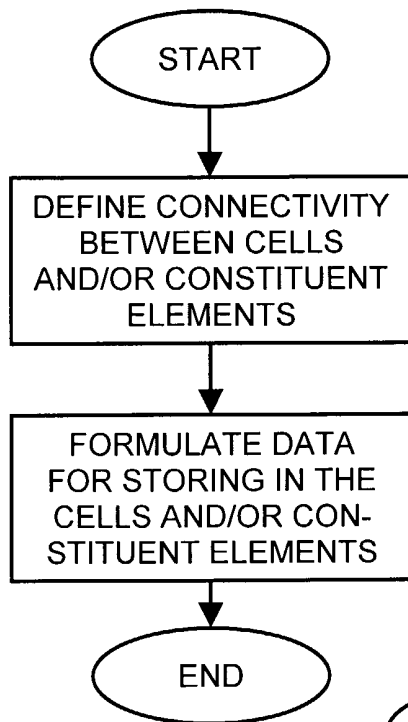 START
DEFINE CONNECTIVITY
BETWEEN CELLS
AND/OR CONSTITUENT
ELEMENTS
FORMULATE DATA
FOR STORING IN THE
CELLS AND/OR CON-
STITUENT ELEMENTS
END